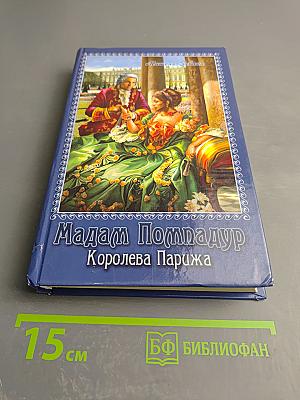 Мадам Помпадур
Королева Парижа
15 см
БФ БИБЛИОФАН